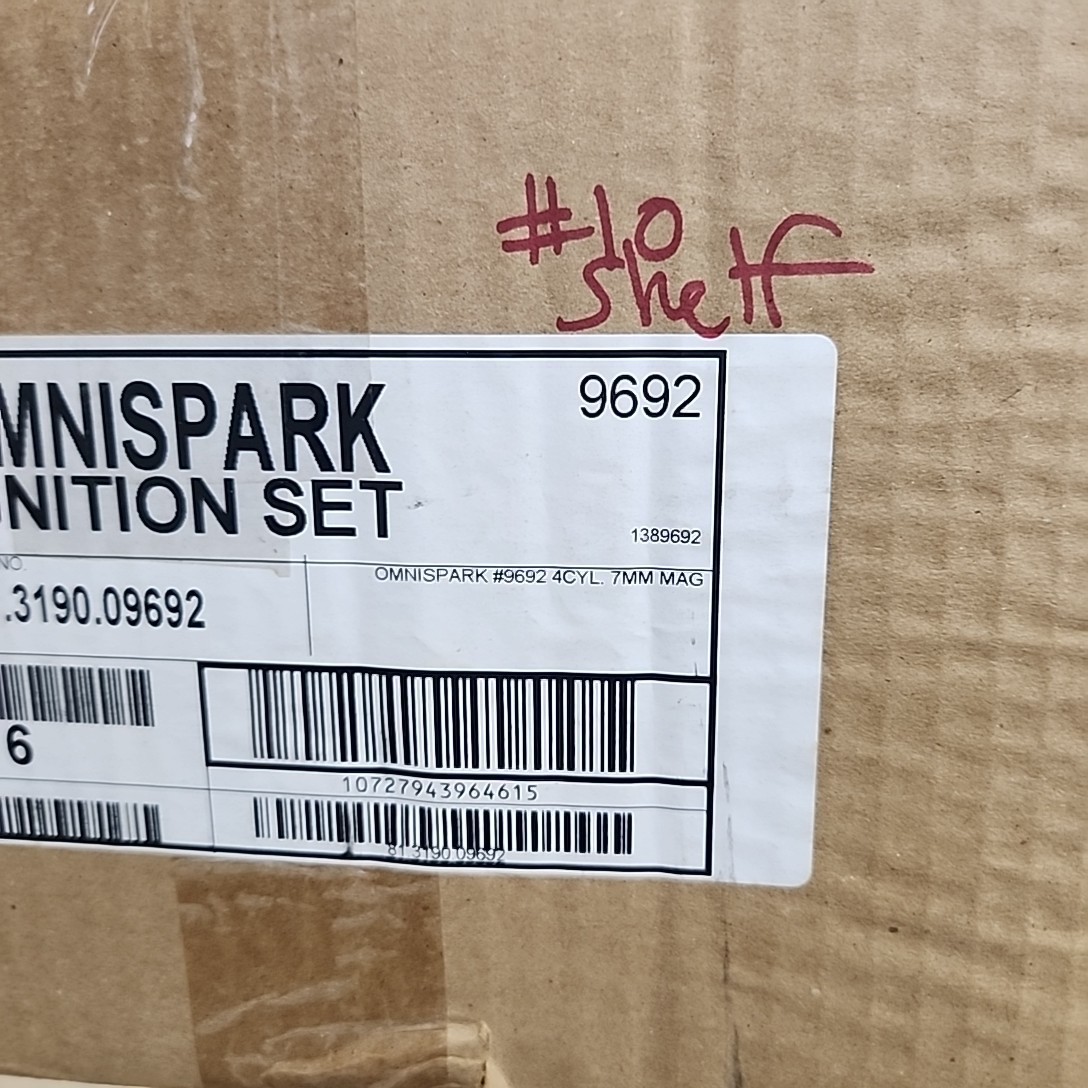 #10
shelf
MNISPARK
9692
NITION SET
1389692
NO.
OMNISPARK #9692 4CYL. 7MM MAG
.3190.09692
6
10727943964615
81.3190.09692